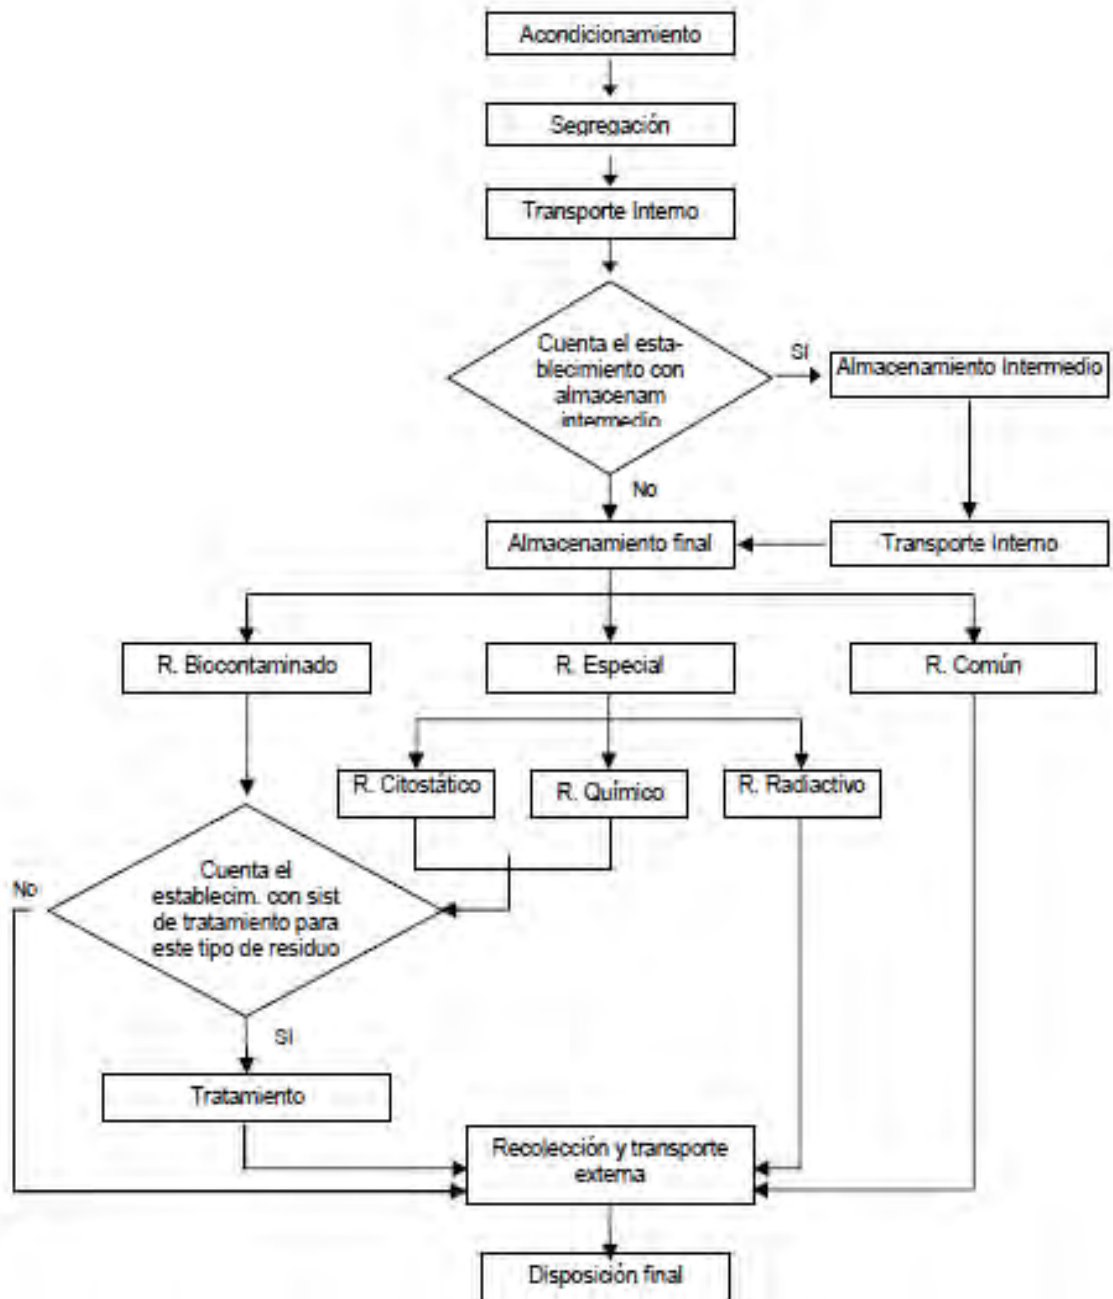 Acondicionamiento
Segregación
Transporte Interno
Cuenta el esta-
blecimiento con
almacenam
intermedio
SI
Almacenamiento Intermedio
No
Almacenamiento final
Transporte Interno
R. Biocontaminado
R. Especial
R. Común
R. Citostático
R. Químico
R. Radiactivo
No
Cuenta el
establecim. con sist
de tratamiento para
este tipo de residuo
SI
Tratamiento
Recolección y transporte
externa
Disposición final